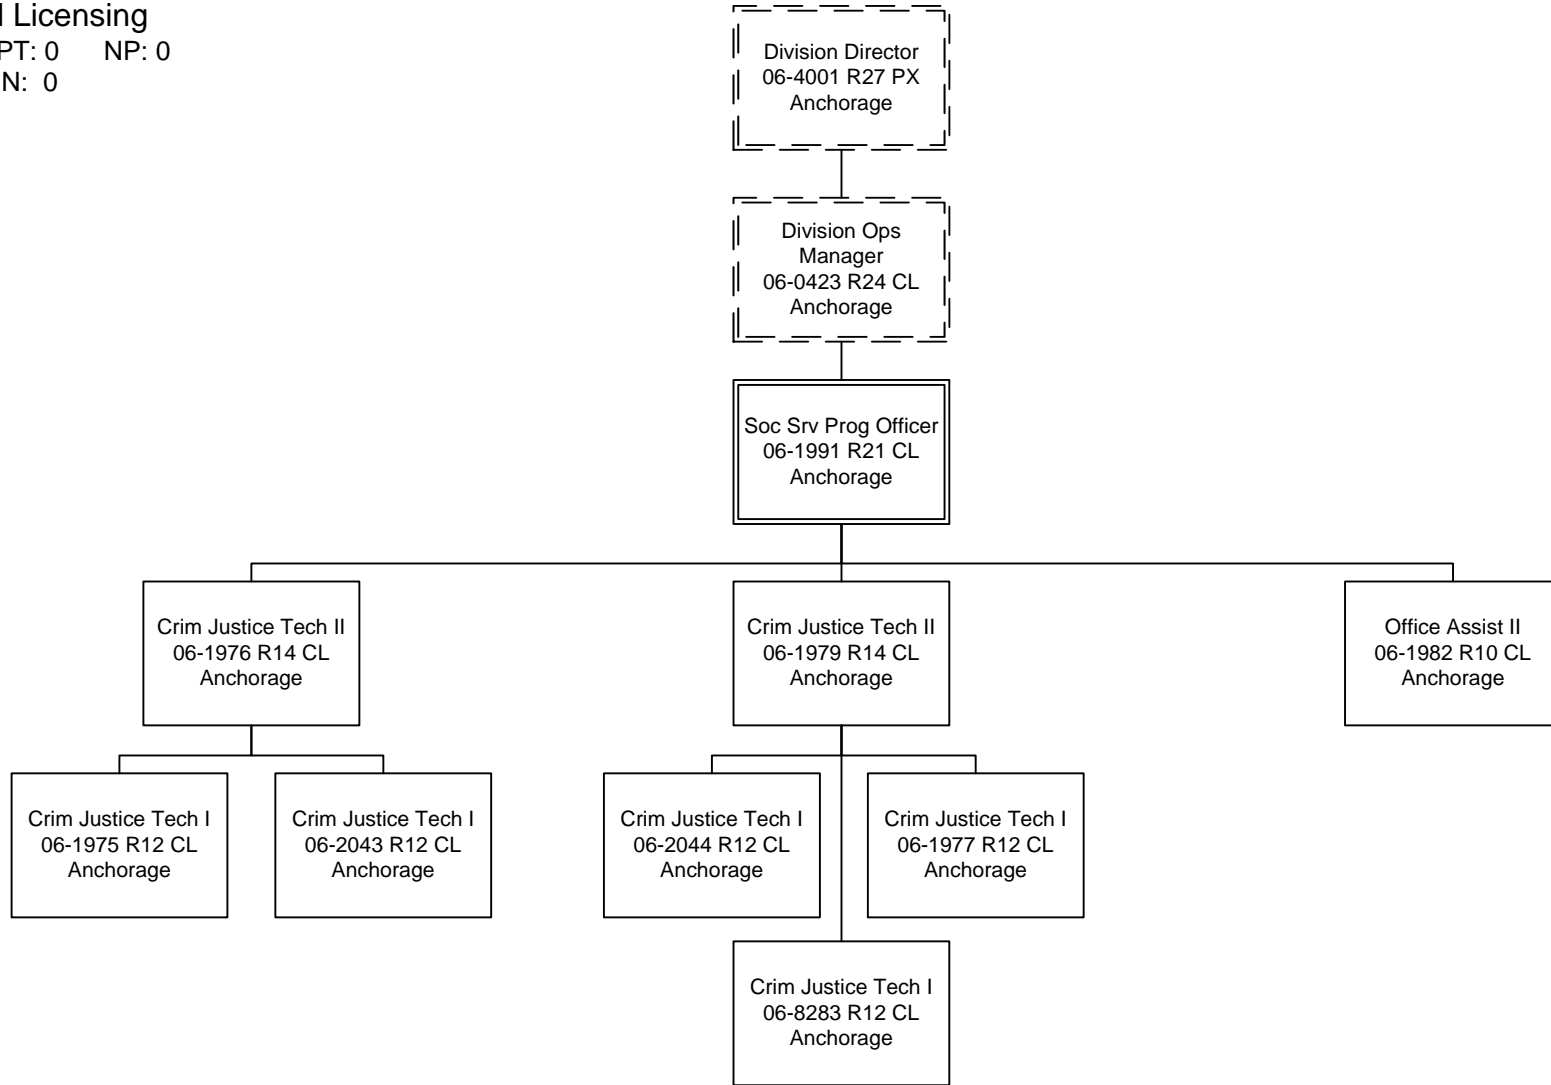 Licensing
PT: 0 NP: 0
N: 0
Division Director
06-4001 R27 PX
Anchorage
Division Ops
Manager
06-0423 R24 CL
Anchorage
Soc Srv Prog Officer
06-1991 R21 CL
Anchorage
Crim Justice Tech II
06-1976 R14 CL
Anchorage
Crim Justice Tech II
06-1979 R14 CL
Anchorage
Office Assist II
06-1982 R10 CL
Anchorage
Crim Justice Tech I
06-1975 R12 CL
Anchorage
Crim Justice Tech I
06-2043 R12 CL
Anchorage
Crim Justice Tech I
06-2044 R12 CL
Anchorage
Crim Justice Tech I
06-1977 R12 CL
Anchorage
Crim Justice Tech I
06-8283 R12 CL
Anchorage